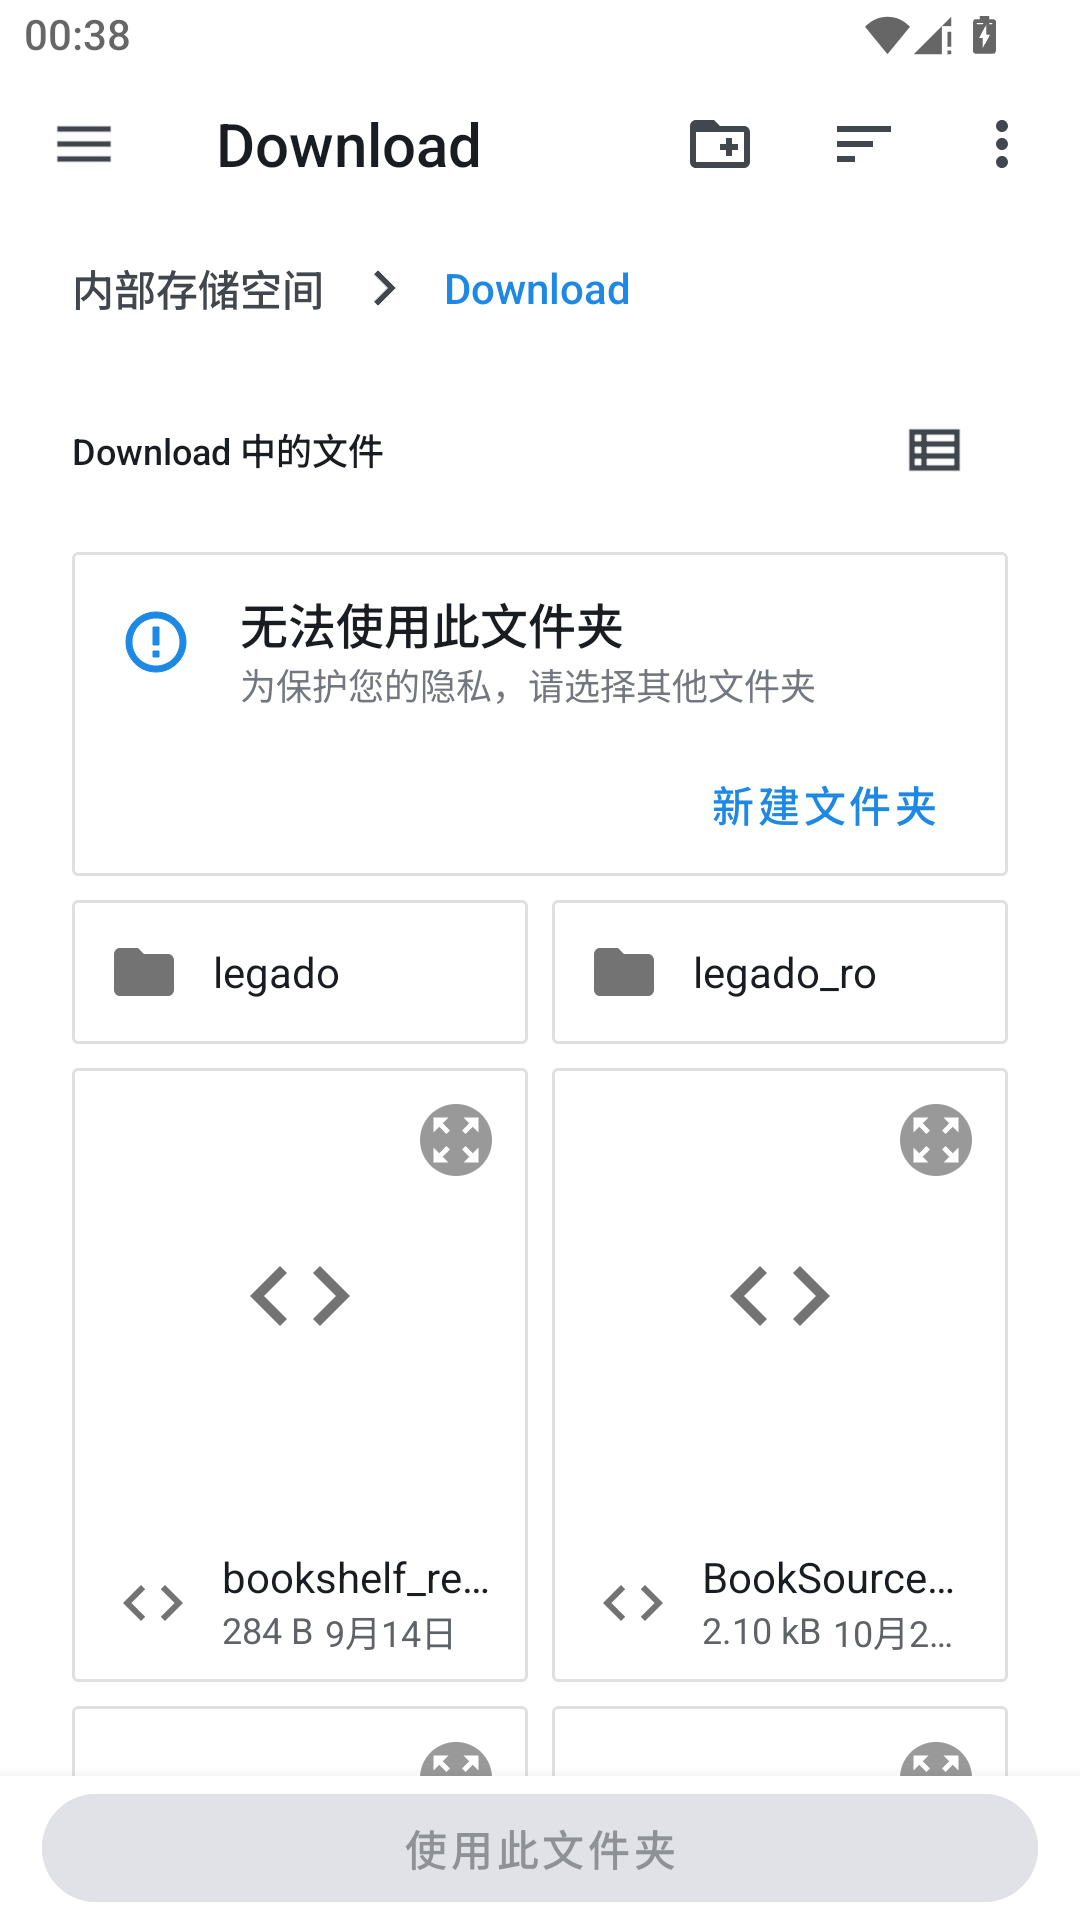 00:38
Download
内部存储空间 > Download
Download 中的文件
无法使用此文件夹
为保护您的隐私，请选择其他文件夹
新建文件夹
legado
legado_ro
bookshelf_re...
284 B 9月14日
BookSource...
2.10 kB 10月2...
使用此文件夹